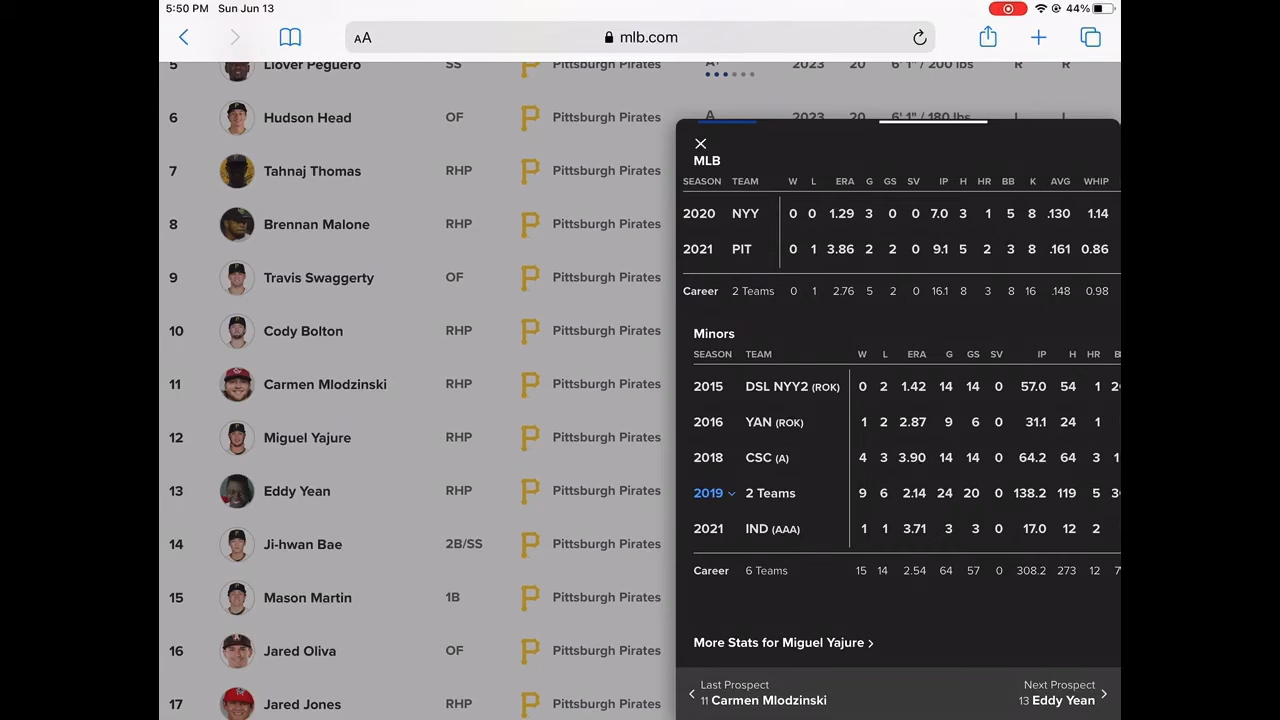 5:50 PM Sun Jun 13 44%
AA mlb.com
5 Liover Peguero SS Pittsburgh Pirates A+ 2023 20 6' 1" / 200 lbs R R
6 Hudson Head OF Pittsburgh Pirates A 2023 20 6' 1" / 180 lbs L L
7 Tahnaj Thomas RHP Pittsburgh Pirates
8 Brennan Malone RHP Pittsburgh Pirates
9 Travis Swaggerty OF Pittsburgh Pirates
10 Cody Bolton RHP Pittsburgh Pirates
11 Carmen Mlodzinski RHP Pittsburgh Pirates
12 Miguel Yajure RHP Pittsburgh Pirates
13 Eddy Yean RHP Pittsburgh Pirates
14 Ji-hwan Bae 2B/SS Pittsburgh Pirates
15 Mason Martin 1B Pittsburgh Pirates
16 Jared Oliva OF Pittsburgh Pirates
17 Jared Jones RHP Pittsburgh Pirates
MLB
SEASON TEAM W L ERA G GS SV IP H HR BB K AVG WHIP
2020 NYY 0 0 1.29 3 0 0 7.0 3 1 5 8 .130 1.14
2021 PIT 0 1 3.86 2 2 0 9.1 5 2 3 8 .161 0.86
Career 2 Teams 0 1 2.76 5 2 0 16.1 8 3 8 16 .148 0.98
Minors
SEASON TEAM W L ERA G GS SV IP H HR
2015 DSL NYY2 (ROK) 0 2 1.42 14 14 0 57.0 54 1
2016 YAN (ROK) 1 2 2.87 9 6 0 31.1 24 1
2018 CSC (A) 4 3 3.90 14 14 0 64.2 64 3
2019 2 Teams 9 6 2.14 24 20 0 138.2 119 5
2021 IND (AAA) 1 1 3.71 3 3 0 17.0 12 2
Career 6 Teams 15 14 2.54 64 57 0 308.2 273 12
More Stats for Miguel Yajure
Last Prospect
11 Carmen Mlodzinski
Next Prospect
13 Eddy Yean